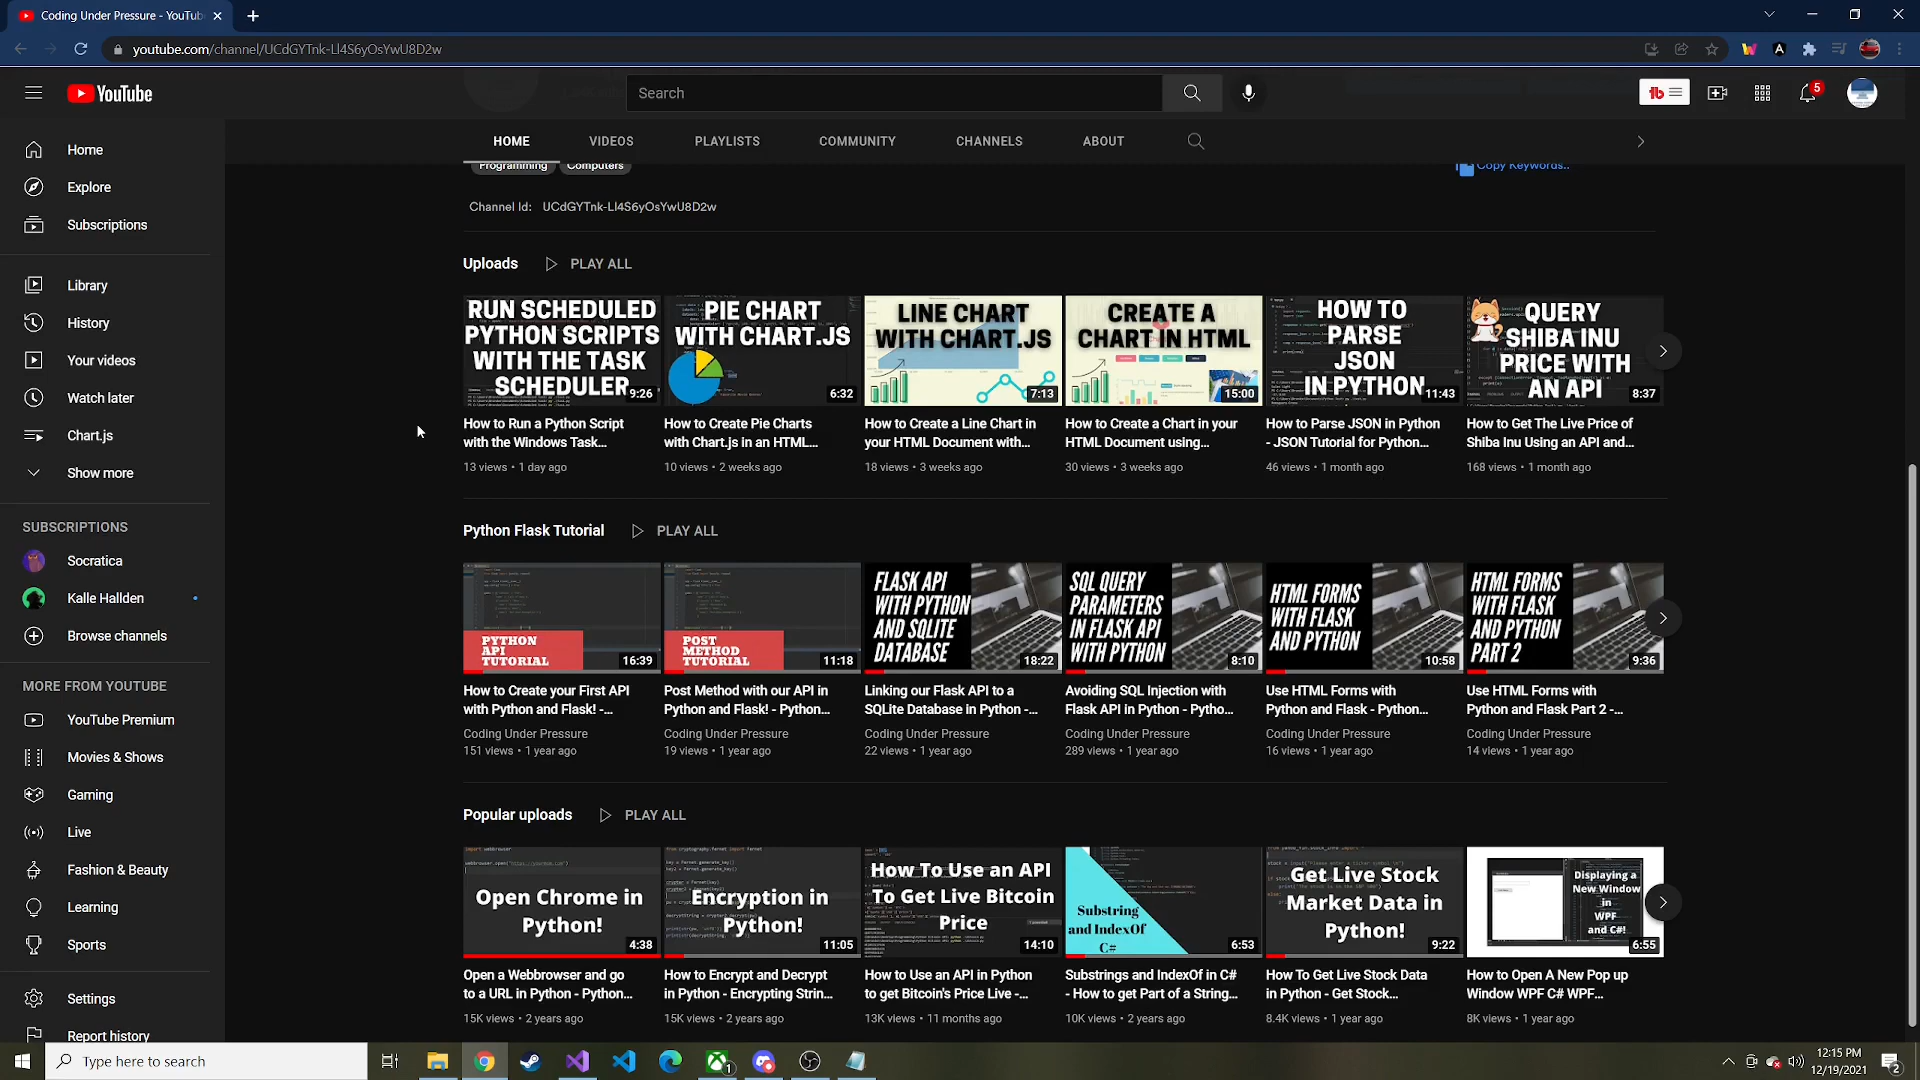 Coding Under Pressure - YouTub
youtube.com/channel/UCdGYTnk-Ll4S6yOsYwU8D2w
YouTube
Search
5
HOME VIDEOS PLAYLISTS COMMUNITY CHANNELS ABOUT
Programming Computers
Copy Keywords..
Channel Id: UCdGYTnk-Ll4S6yOsYwU8D2w
Home
Explore
Subscriptions
Library
History
Your videos
Watch later
Chart.js
Show more
SUBSCRIPTIONS
Socratica
Kalle Hallden
Browse channels
MORE FROM YOUTUBE
YouTube Premium
Movies & Shows
Gaming
Live
Fashion & Beauty
Learning
Sports
Settings
Report history
Uploads PLAY ALL
RUN SCHEDULED
PYTHON SCRIPTS
WITH THE TASK
SCHEDULER
9:26
How to Run a Python Script
with the Windows Task...
13 views • 1 day ago
PIE CHART
WITH CHART.JS
6:32
How to Create Pie Charts
with Chart.js in an HTML...
10 views • 2 weeks ago
LINE CHART
WITH CHART.JS
7:13
How to Create a Line Chart in
your HTML Document with...
18 views • 3 weeks ago
CREATE A
CHART IN HTML
15:00
How to Create a Chart in your
HTML Document using...
30 views • 3 weeks ago
HOW TO
PARSE
JSON
IN PYTHON
11:43
How to Parse JSON in Python
- JSON Tutorial for Python...
46 views • 1 month ago
QUERY
SHIBA INU
PRICE WITH
AN API
8:37
How to Get The Live Price of
Shiba Inu Using an API and...
168 views • 1 month ago
Python Flask Tutorial PLAY ALL
PYTHON
API
TUTORIAL
16:39
How to Create your First API
with Python and Flask! -...
Coding Under Pressure
151 views • 1 year ago
POST
METHOD
TUTORIAL
11:18
Post Method with our API in
Python and Flask! - Python...
Coding Under Pressure
19 views • 1 year ago
FLASK API
WITH PYTHON
AND SQLITE
DATABASE
18:22
Linking our Flask API to a
SQLite Database in Python -...
Coding Under Pressure
22 views • 1 year ago
SQL QUERY
PARAMETERS
IN FLASK API
WITH PYTHON
8:10
Avoiding SQL Injection with
Flask API in Python - Pytho...
Coding Under Pressure
289 views • 1 year ago
HTML FORMS
WITH FLASK
AND PYTHON
10:58
Use HTML Forms with
Python and Flask - Python...
Coding Under Pressure
16 views • 1 year ago
HTML FORMS
WITH FLASK
AND PYTHON
PART 2
9:36
Use HTML Forms with
Python and Flask Part 2 -...
Coding Under Pressure
14 views • 1 year ago
Popular uploads PLAY ALL
import webbrowser
Open Chrome in
Python!
4:38
Open a Webbrowser and go
to a URL in Python - Python...
15K views • 2 years ago
from cryptography.fernet import Fernet
key = Fernet.generate_key()
Encryption in
Python!
11:05
How to Encrypt and Decrypt
in Python - Encrypting Strin...
15K views • 2 years ago
How To Use an API
To Get Live Bitcoin
Price
14:10
How to Use an API in Python
to get Bitcoin's Price Live -...
13K views • 11 months ago
Substring
and IndexOf
C#
6:53
Substrings and IndexOf in C#
- How to get Part of a String...
10K views • 2 years ago
Get Live Stock
Market Data in
Python!
9:22
How To Get Live Stock Data
in Python - Get Stock...
8.4K views • 1 year ago
Displaying a
New Window
in
WPF
and C#!
6:55
How to Open A New Pop up
Window WPF C# WPF...
8K views • 1 year ago
Type here to search
1
12:15 PM
12/19/2021
2